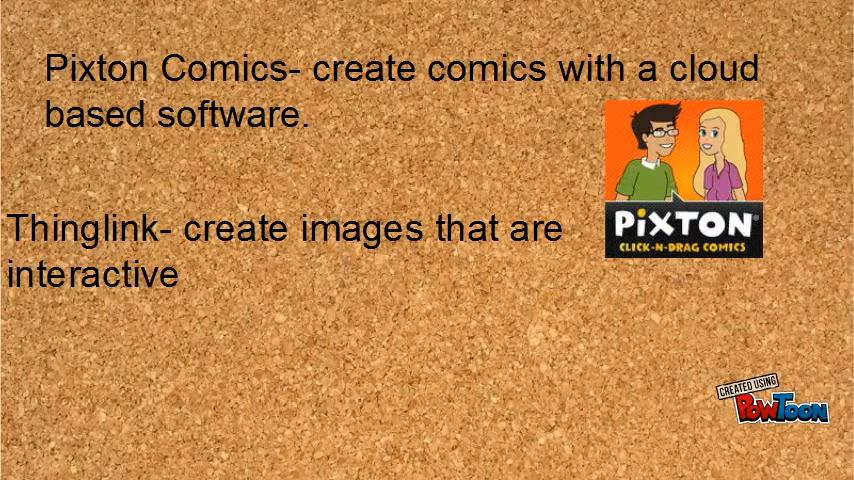 Pixton Comics- create comics with a cloud
based software.
PiXTON®
CLICK-N-DRAG COMICS
Thinglink- create images that are
interactive
CREATED USING
PowToon